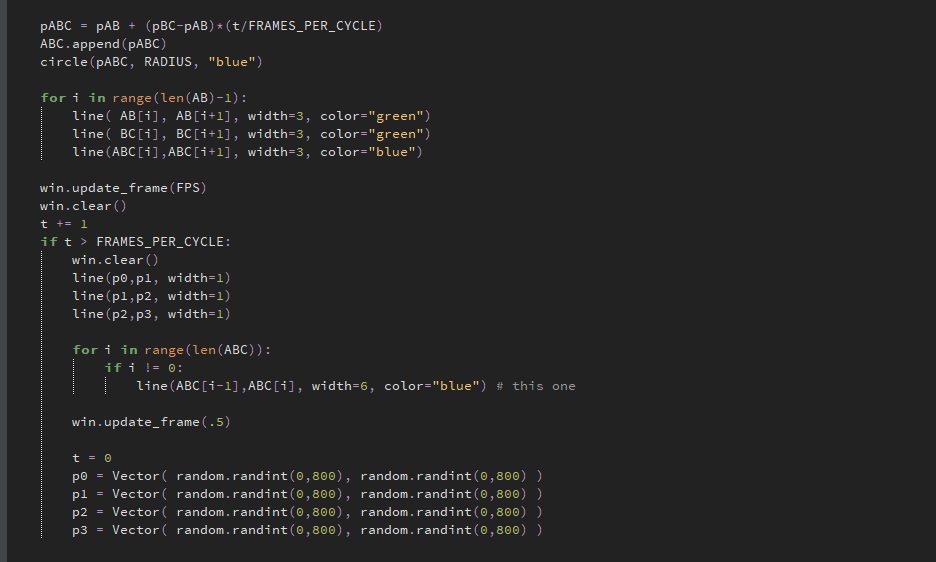 pABC = pAB + (pBC-pAB)*(t/FRAMES_PER_CYCLE)
ABC.append(pABC)
circle(pABC, RADIUS, "blue")
for i in range(len(AB)-1):
line( AB[i], AB[i+1], width=3, color="green")
line( BC[i], BC[i+1], width=3, color="green")
line(ABC[i],ABC[i+1], width=3, color="blue")
win.update_frame(FPS)
win.clear()
t += 1
if t > FRAMES_PER_CYCLE:
win.clear()
line(p0,p1, width=1)
line(p1,p2, width=1)
line(p2,p3, width=1)
for i in range(len(ABC)):
if i != 0:
line(ABC[i-1],ABC[i], width=6, color="blue") # this one
win.update_frame(.5)
t = 0
p0 = Vector( random.randint(0,800), random.randint(0,800) )
p1 = Vector( random.randint(0,800), random.randint(0,800) )
p2 = Vector( random.randint(0,800), random.randint(0,800) )
p3 = Vector( random.randint(0,800), random.randint(0,800) )